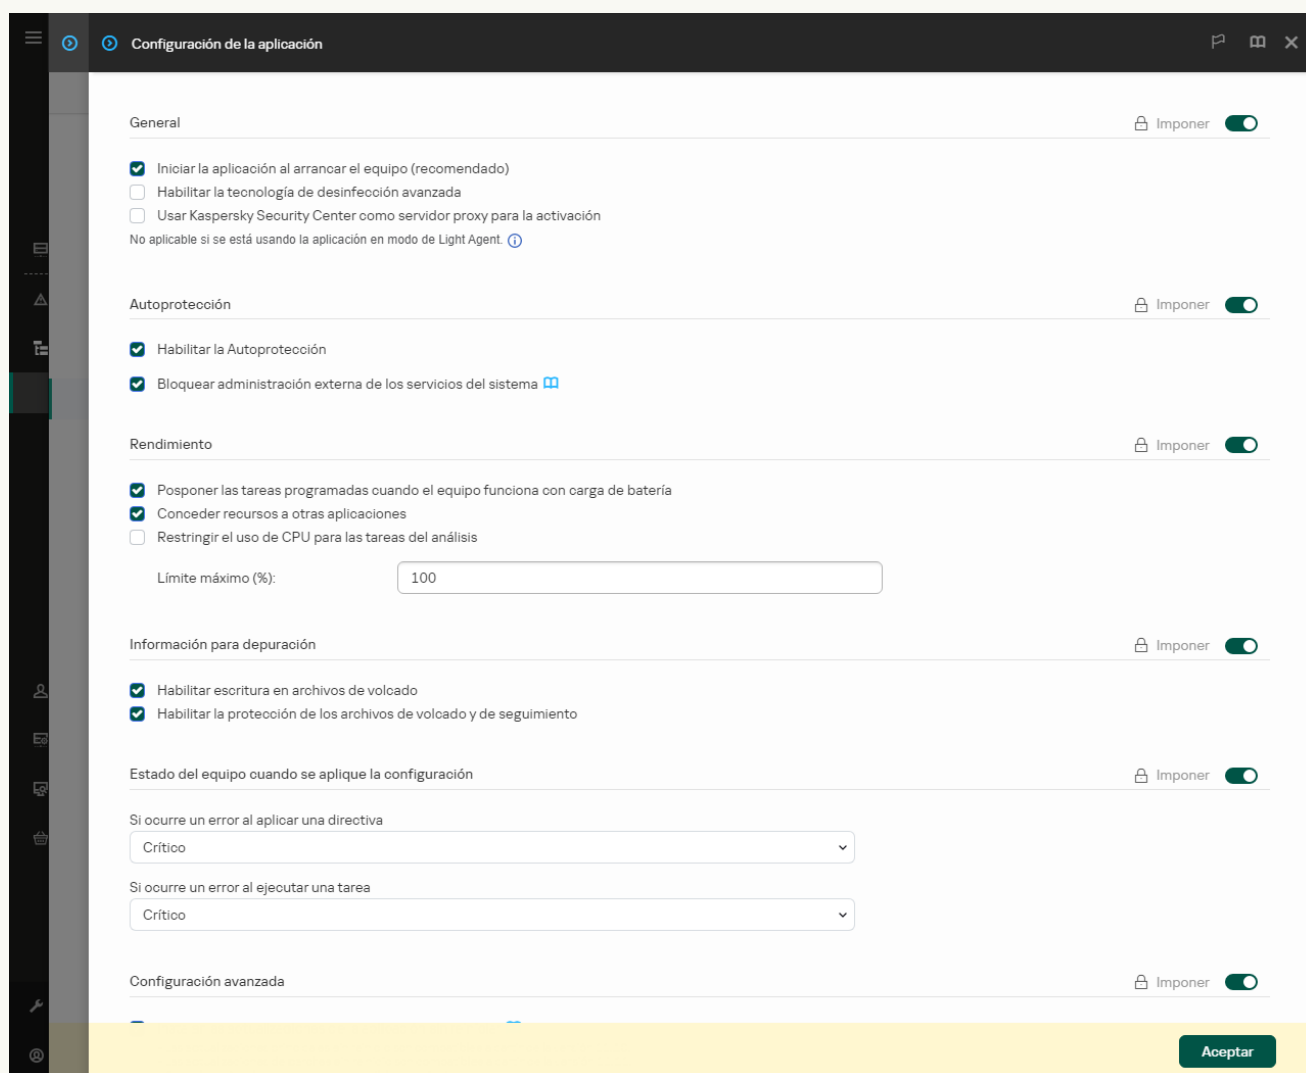 Configuración de la aplicación
General
Imponer
Iniciar la aplicación al arrancar el equipo (recomendado)
Habilitar la tecnología de desinfección avanzada
Usar Kaspersky Security Center como servidor proxy para la activación
No aplicable si se está usando la aplicación en modo de Light Agent.
Autoprotección
Imponer
Habilitar la Autoprotección
Bloquear administración externa de los servicios del sistema
Rendimiento
Imponer
Posponer las tareas programadas cuando el equipo funciona con carga de batería
Conceder recursos a otras aplicaciones
Restringir el uso de CPU para las tareas del análisis
Límite máximo (%):
100
Información para depuración
Imponer
Habilitar escritura en archivos de volcado
Habilitar la protección de los archivos de volcado y de seguimiento
Estado del equipo cuando se aplique la configuración
Imponer
Si ocurre un error al aplicar una directiva
Crítico
Si ocurre un error al ejecutar una tarea
Crítico
Configuración avanzada
Imponer
Aceptar